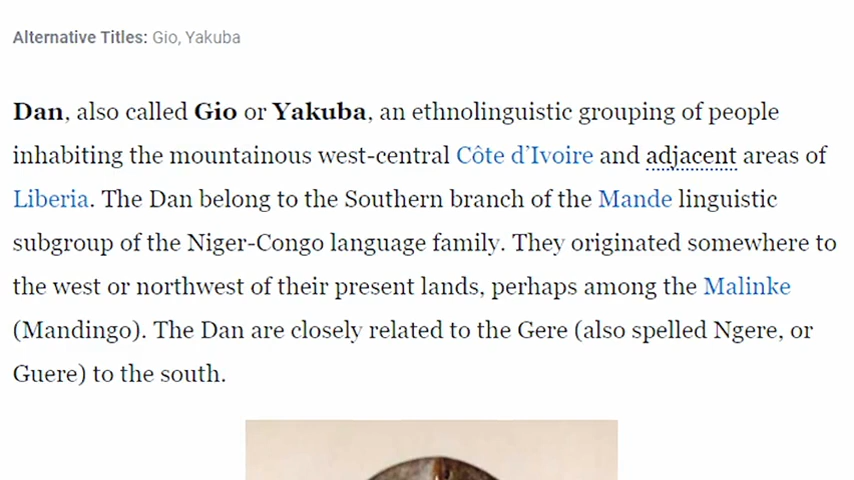 Alternative Titles: Gio, Yakuba
Dan, also called Gio or Yakuba, an ethnolinguistic grouping of people
inhabiting the mountainous west-central Côte d’Ivoire and adjacent areas of
Liberia. The Dan belong to the Southern branch of the Mande linguistic
subgroup of the Niger-Congo language family. They originated somewhere to
the west or northwest of their present lands, perhaps among the Malinke
(Mandingo). The Dan are closely related to the Gere (also spelled Ngere, or
Guere) to the south.